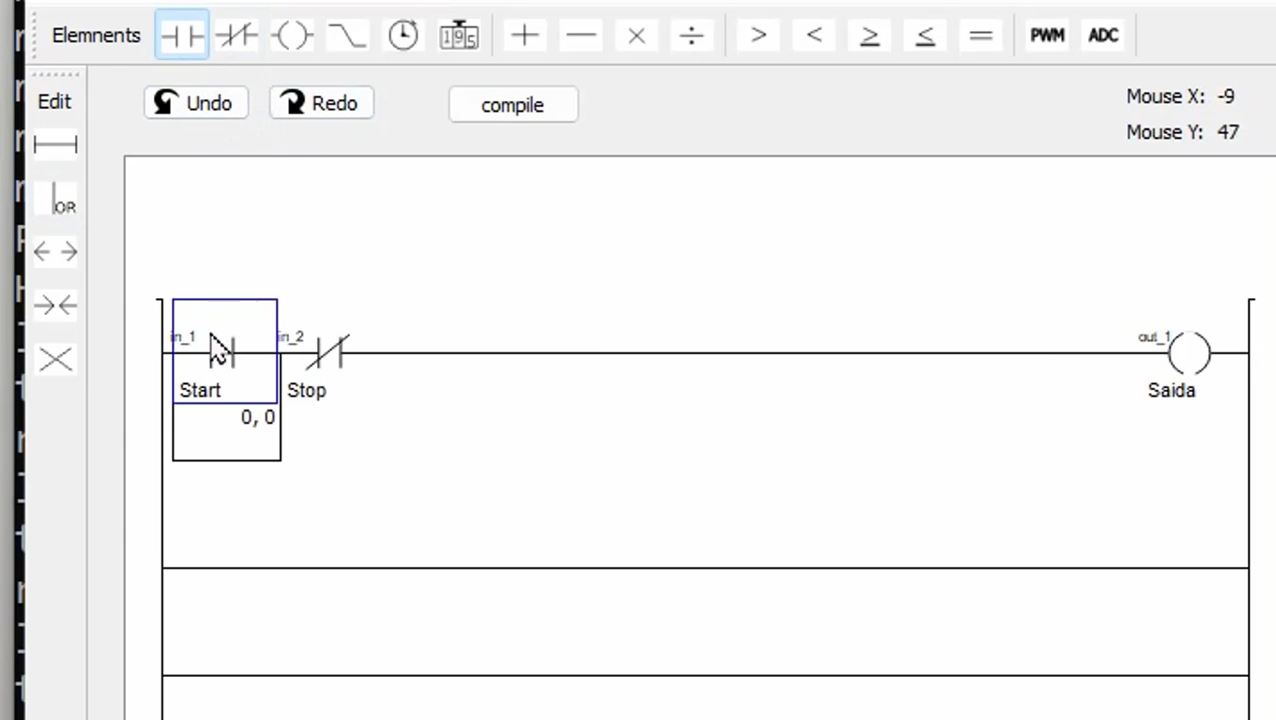 Elemnents PWM ADC
Edit Undo Redo compile
Mouse X: -9
Mouse Y: 47
OR
in_1 in_2 out_1
Start Stop Saida
0, 0